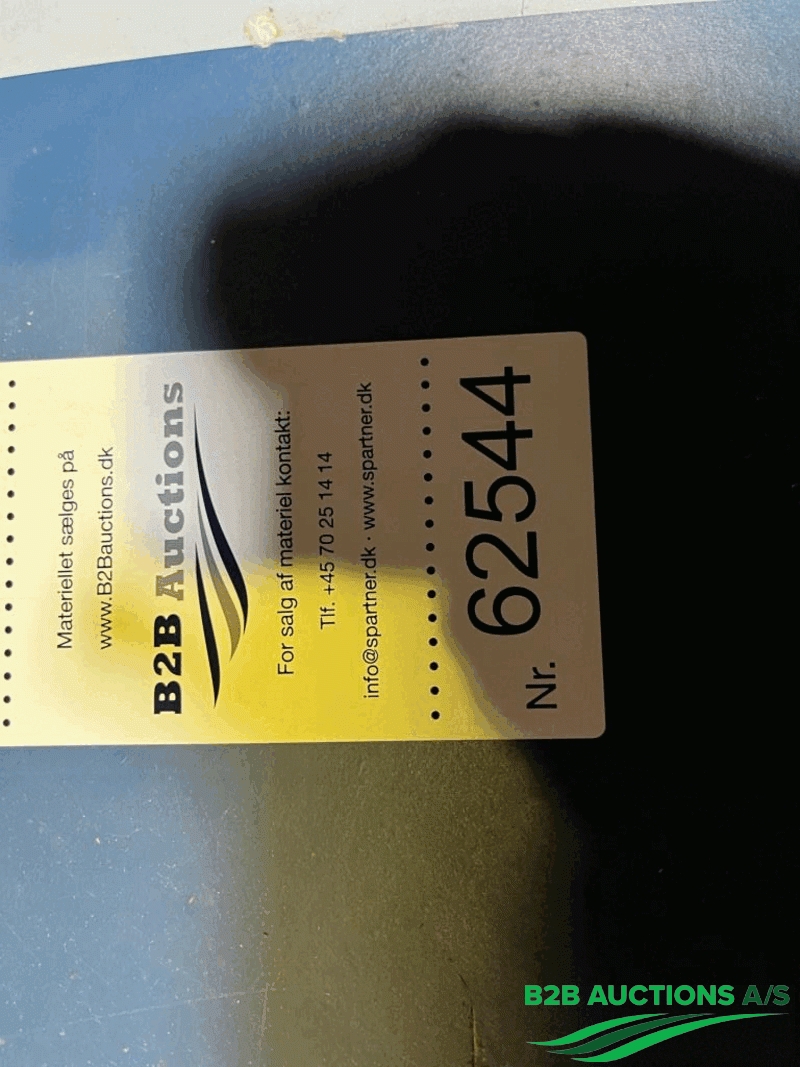 Materiellet sælges på
www.B2Bauctions.dk
B2B Auctions
For salg af materiel kontakt:
Tlf. +45 70 25 14 14
info@spartner.dk · www.spartner.dk
Nr. 62544
B2B AUCTIONS A/S